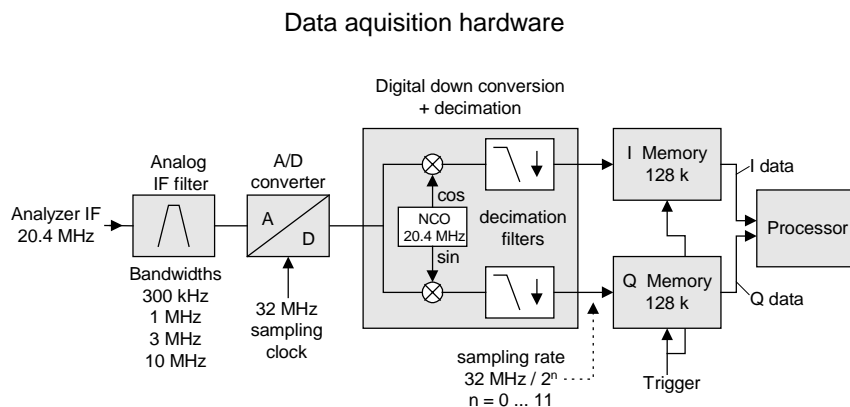 Data aquisition hardware
Digital down conversion
+ decimation
Analog
IF filter
A/D
converter
Analyzer IF
20.4 MHz
A
D
cos
NCO
20.4 MHz
sin
decimation
filters
I Memory
128 k
I data
Processor
Q Memory
128 k
Q data
Bandwidths
300 kHz
1 MHz
3 MHz
10 MHz
32 MHz
sampling
clock
sampling rate
32 MHz / 2ⁿ
n = 0 ... 11
Trigger